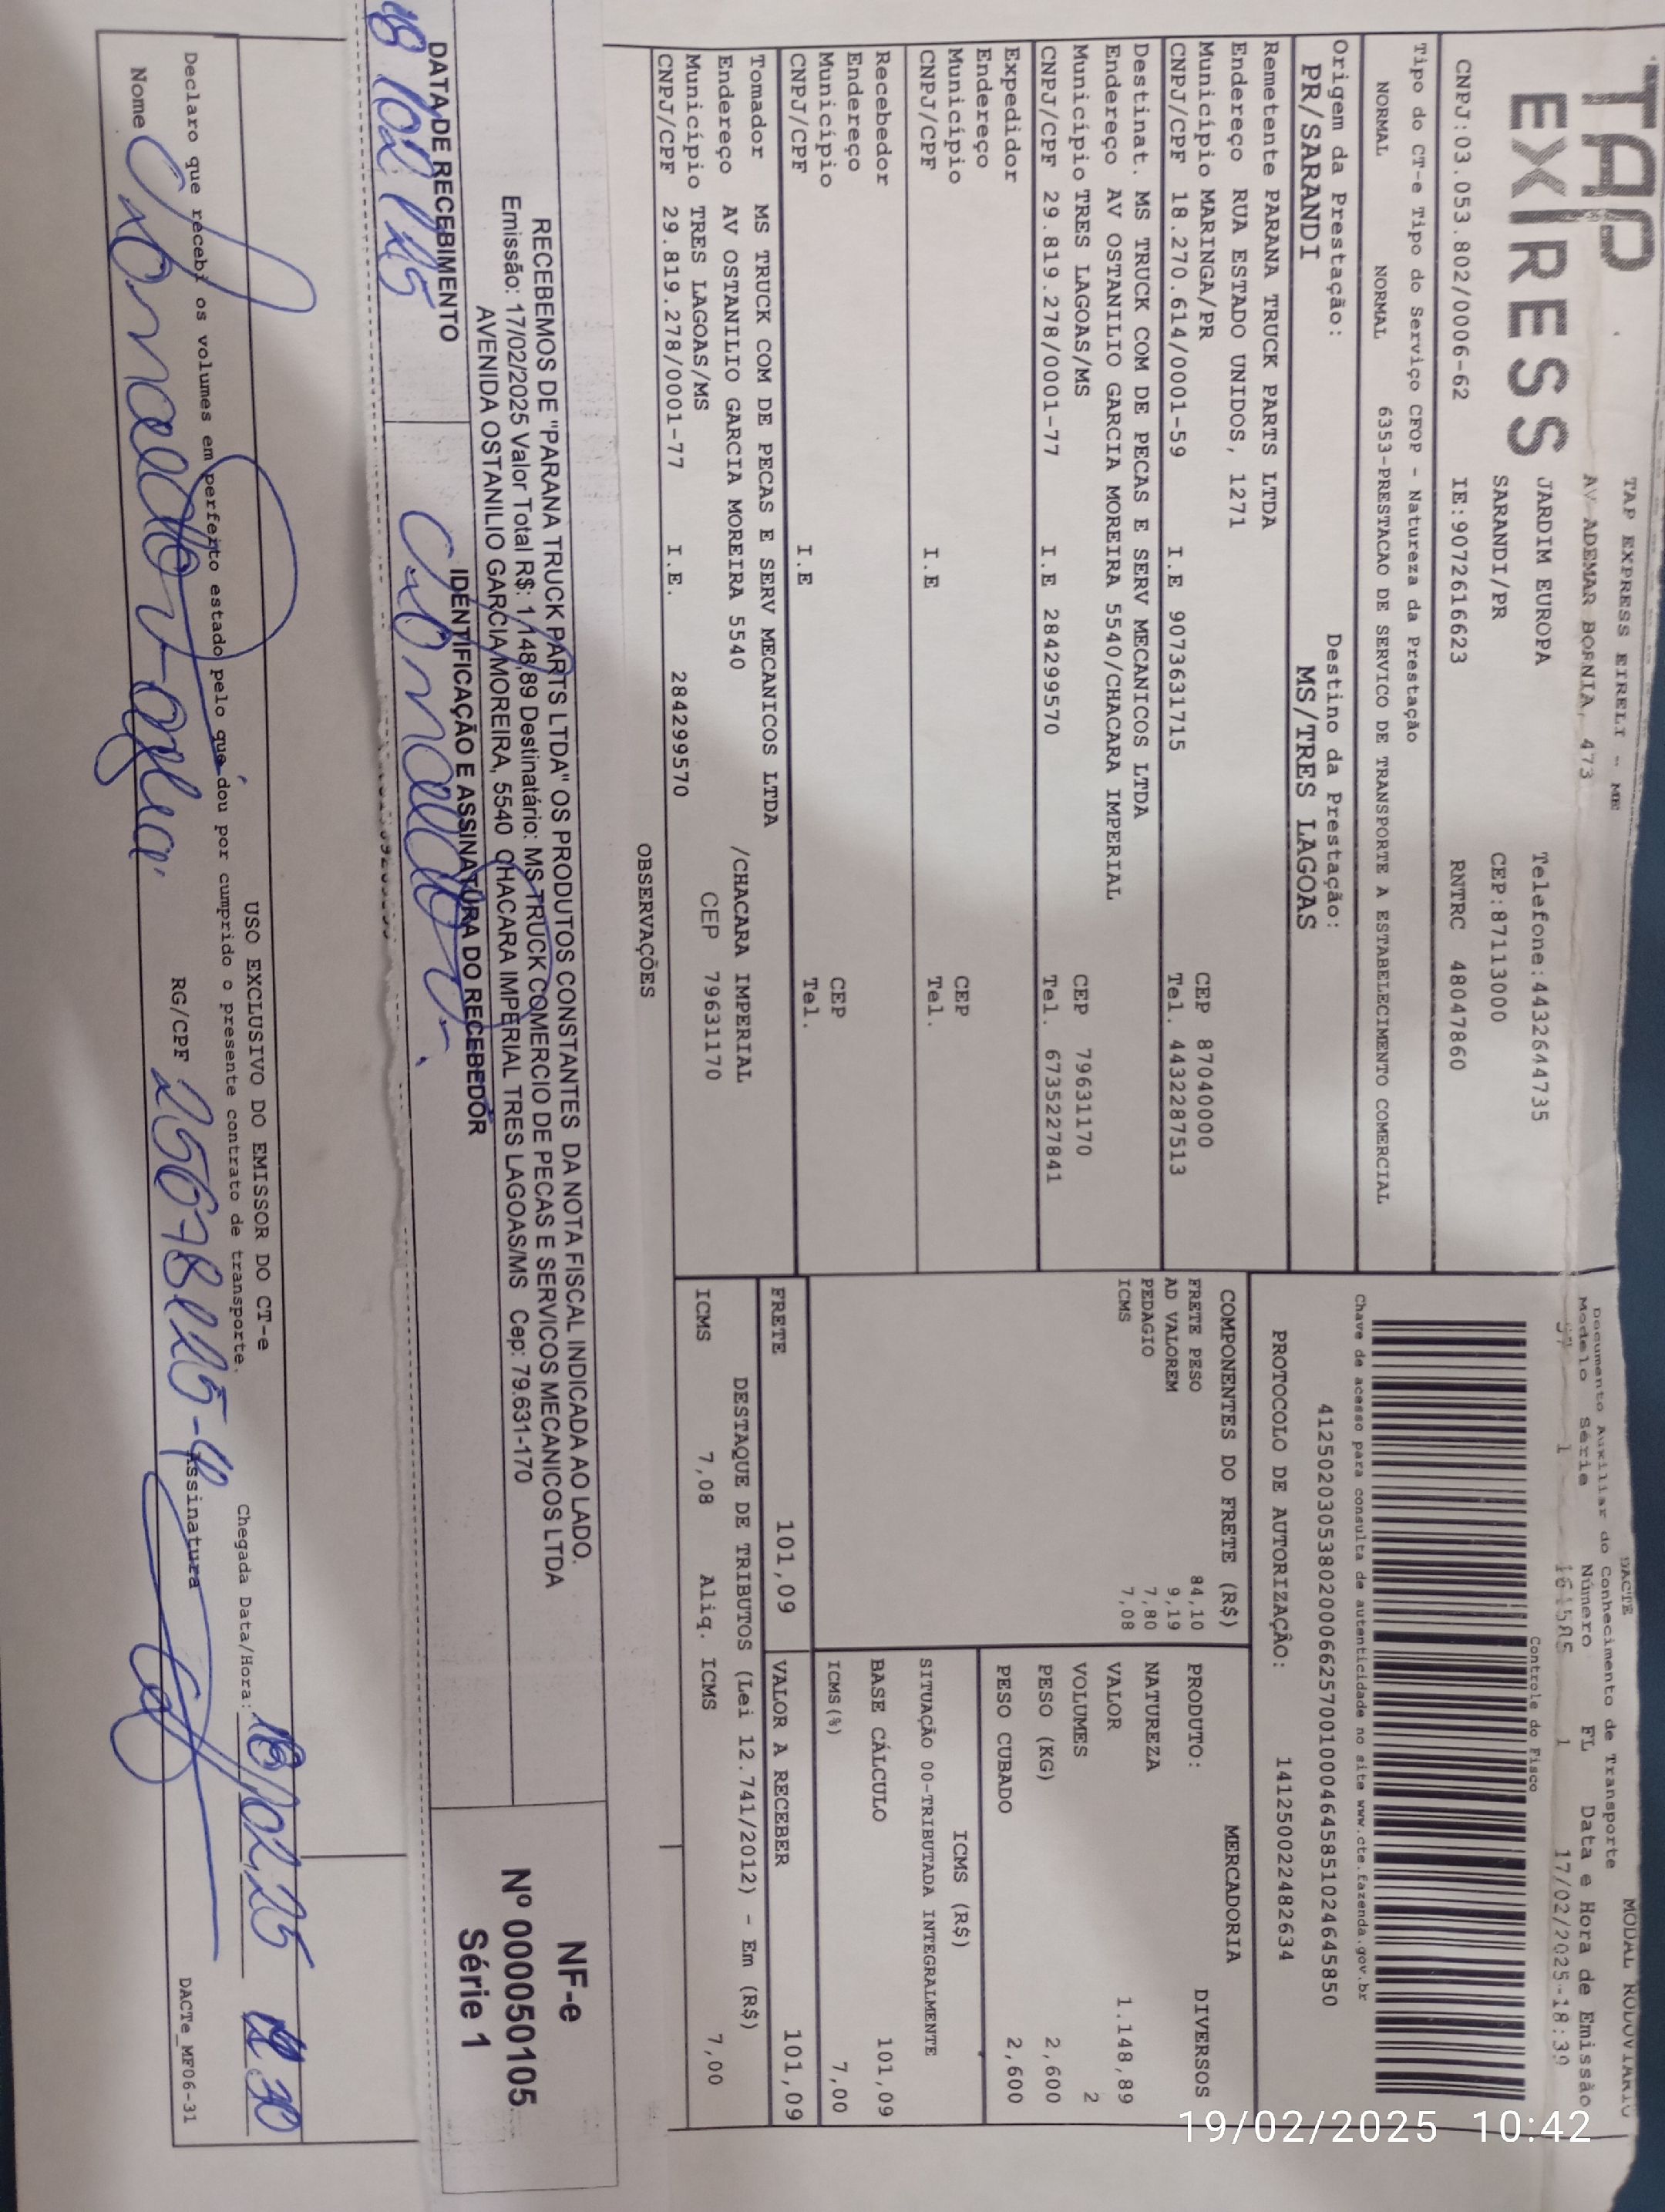 TAP
EXPRESS
TAP EXPRESS EIRELI - ME
AV ADEMAR BORNIA, 473
JARDIM EUROPA Telefone:4432644735
SARANDI/PR CEP:87113000
CNPJ:03.053.802/0006-62 IE:9072616623 RNTRC 48047860
Tipo do CT-e Tipo do Serviço CFOP - Natureza da Prestação
NORMAL NORMAL 6353-PRESTACAO DE SERVICO DE TRANSPORTE A ESTABELECIMENTO COMERCIAL
Origem da Prestação: Destino da Prestação:
PR/SARANDI MS/TRES LAGOAS
DACTE MODAL RODOVIARIO
Documento Auxiliar do Conhecimento de Transporte
Modelo Série Número FL Data e Hora de Emissão
57 1 1 17/02/2025-18:39
Controle do Fisco
Chave de acesso para consulta de autenticidade no site www.cte.fazenda.gov.br
41250203053802000662570010004645851024645850
PROTOCOLO DE AUTORIZAÇÃO: 141250022482634
Remetente PARANA TRUCK PARTS LTDA
Endereço RUA ESTADO UNIDOS, 1271
Município MARINGA/PR CEP 87040000
CNPJ/CPF 18.270.614/0001-59 I.E 9073631715 Tel. 4432287513
Destinat. MS TRUCK COM DE PECAS E SERV MECANICOS LTDA
Endereço AV OSTANILIO GARCIA MOREIRA 5540/CHACARA IMPERIAL
Município TRES LAGOAS/MS CEP 79631170
CNPJ/CPF 29.819.278/0001-77 I.E 284299570 Tel. 6735227841
Expedidor
Endereço
Município CEP
CNPJ/CPF I.E Tel.
Recebedor
Endereço
Município CEP
CNPJ/CPF I.E Tel.
Tomador MS TRUCK COM DE PECAS E SERV MECANICOS LTDA
Endereço AV OSTANILIO GARCIA MOREIRA 5540 /CHACARA IMPERIAL
Município TRES LAGOAS/MS CEP 79631170
CNPJ/CPF 29.819.278/0001-77 I.E. 284299570
COMPONENTES DO FRETE (R$)
FRETE PESO 84,10
AD VALOREM 9,19
PEDAGIO 7,80
ICMS 7,08
MERCADORIA
PRODUTO: DIVERSOS
NATUREZA
VALOR 1.148,89
VOLUMES 2
PESO (KG) 2,600
PESO CUBADO 2,600
ICMS (R$)
SITUAÇÃO 00-TRIBUTADA INTEGRALMENTE
BASE CÁLCULO 101,09
ICMS(%) 7,00
FRETE 101,09 VALOR A RECEBER 101,09
DESTAQUE DE TRIBUTOS (Lei 12.741/2012) - Em (R$)
ICMS 7,08 Aliq. ICMS 7,00
OBSERVAÇÕES
RECEBEMOS DE "PARANA TRUCK PARTS LTDA" OS PRODUTOS CONSTANTES DA NOTA FISCAL INDICADA AO LADO.
Emissão: 17/02/2025 Valor Total R$: 1.148,89 Destinatário: MS TRUCK COMERCIO DE PECAS E SERVICOS MECANICOS LTDA
AVENIDA OSTANILIO GARCIA MOREIRA, 5540 CHACARA IMPERIAL TRES LAGOAS/MS Cep: 79.631-170
DATA DE RECEBIMENTO IDENTIFICAÇÃO E ASSINATURA DO RECEBEDOR
18/02/25
NF-e
Nº 000050105
Série 1
USO EXCLUSIVO DO EMISSOR DO CT-e
Declaro que recebi os volumes em perfeito estado pelo que dou por cumprido o presente contrato de transporte.
Chegada Data/Hora: 18/02/25
Nome RG/CPF Assinatura
DACTe_MF06-31
19/02/2025 10:42